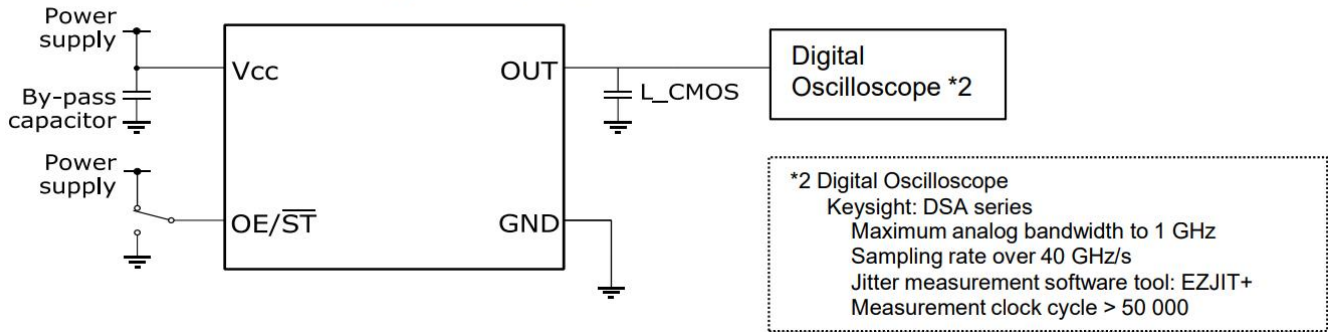 Power
supply
Vcc
OUT
By-pass
capacitor
L_CMOS
Digital
Oscilloscope *2
Power
supply
OE/S̅T̅
GND
*2 Digital Oscilloscope
Keysight: DSA series
Maximum analog bandwidth to 1 GHz
Sampling rate over 40 GHz/s
Jitter measurement software tool: EZJIT+
Measurement clock cycle > 50 000